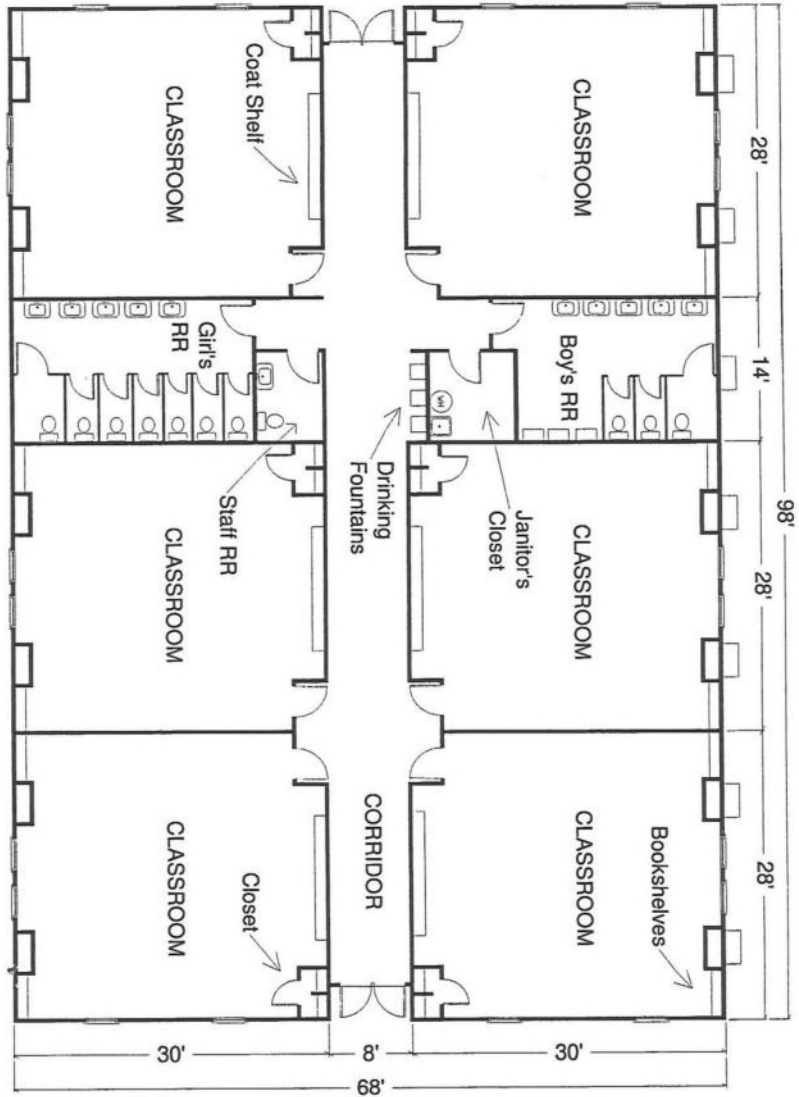 98'
28'
14'
28'
28'
CLASSROOM
CLASSROOM
CLASSROOM
Bookshelves
Boy's RR
Janitor's
Closet
WH
Drinking
Fountains
CORRIDOR
Coat Shelf
Girl's
RR
Staff RR
Closet
CLASSROOM
CLASSROOM
CLASSROOM
30'
8'
30'
68'